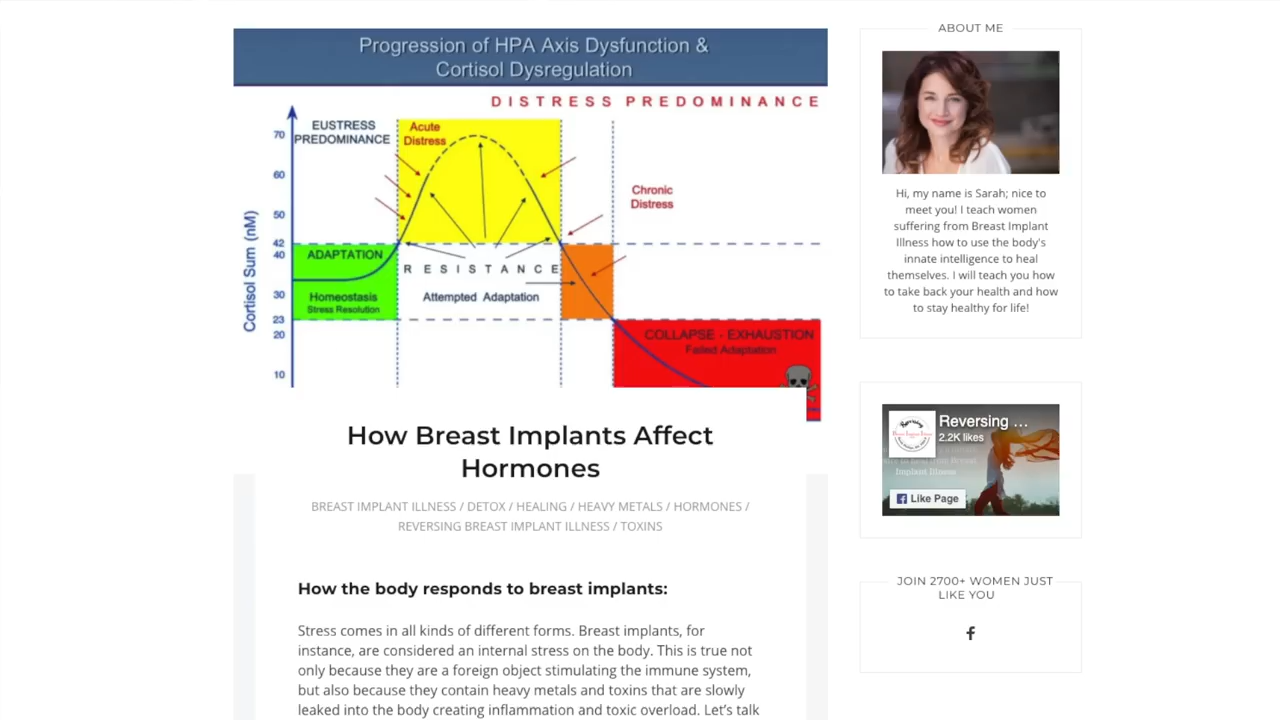 Progression of HPA Axis Dysfunction &
Cortisol Dysregulation
DISTRESS PREDOMINANCE
EUSTRESS
PREDOMINANCE
Acute
Distress
Chronic
Distress
Cortisol Sum (nM)
70
60
50
42
40
30
23
20
10
ADAPTATION
Homeostasis
Stress Resolution
RESISTANCE
Attempted Adaptation
COLLAPSE - EXHAUSTION
Failed Adaptation
How Breast Implants Affect
Hormones
BREAST IMPLANT ILLNESS / DETOX / HEALING / HEAVY METALS / HORMONES /
REVERSING BREAST IMPLANT ILLNESS / TOXINS
How the body responds to breast implants:
Stress comes in all kinds of different forms. Breast implants, for
instance, are considered an internal stress on the body. This is true not
only because they are a foreign object stimulating the immune system,
but also because they contain heavy metals and toxins that are slowly
leaked into the body creating inflammation and toxic overload. Let's talk
ABOUT ME
Hi, my name is Sarah; nice to
meet you! I teach women
suffering from Breast Implant
Illness how to use the body's
innate intelligence to heal
themselves. I will teach you how
to take back your health and how
to stay healthy for life!
Reversing ...
2.2K likes
Implant Illness
Like Page
JOIN 2700+ WOMEN JUST
LIKE YOU